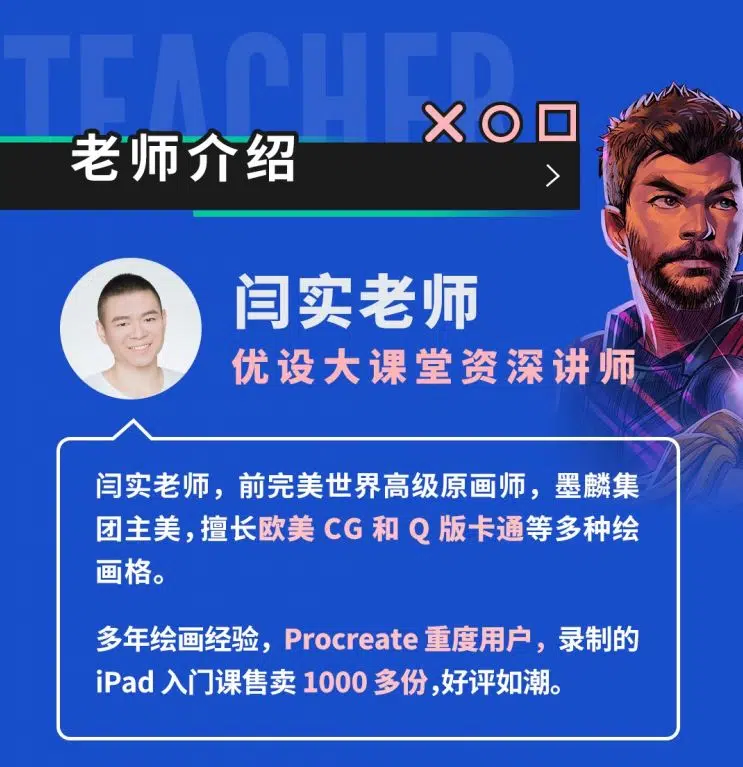 TEACHER
老师介绍
闫实老师
优设大课堂资深讲师
闫实老师，前完美世界高级原画师，墨麟集
团主美，擅长欧美 CG 和 Q 版卡通等多种绘
画格。
多年绘画经验，Procreate 重度用户，录制的
iPad 入门课售卖 1000 多份，好评如潮。